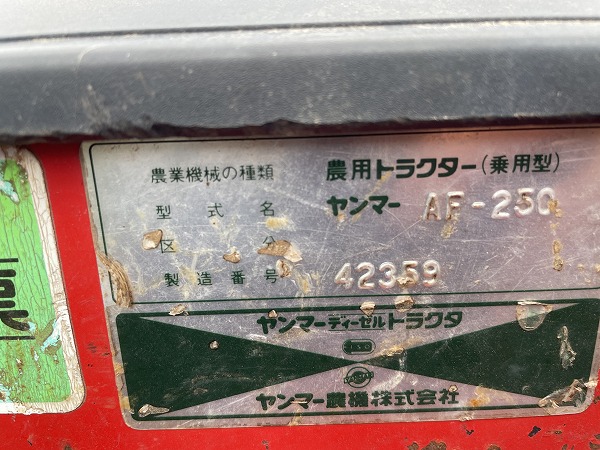 農業機械の種類 農用トラクター(乗用型)
型式名 ヤンマー AF-250
区分
製造番号 42359
ヤンマーディーゼルトラクタ
ヤンマー農機株式会社